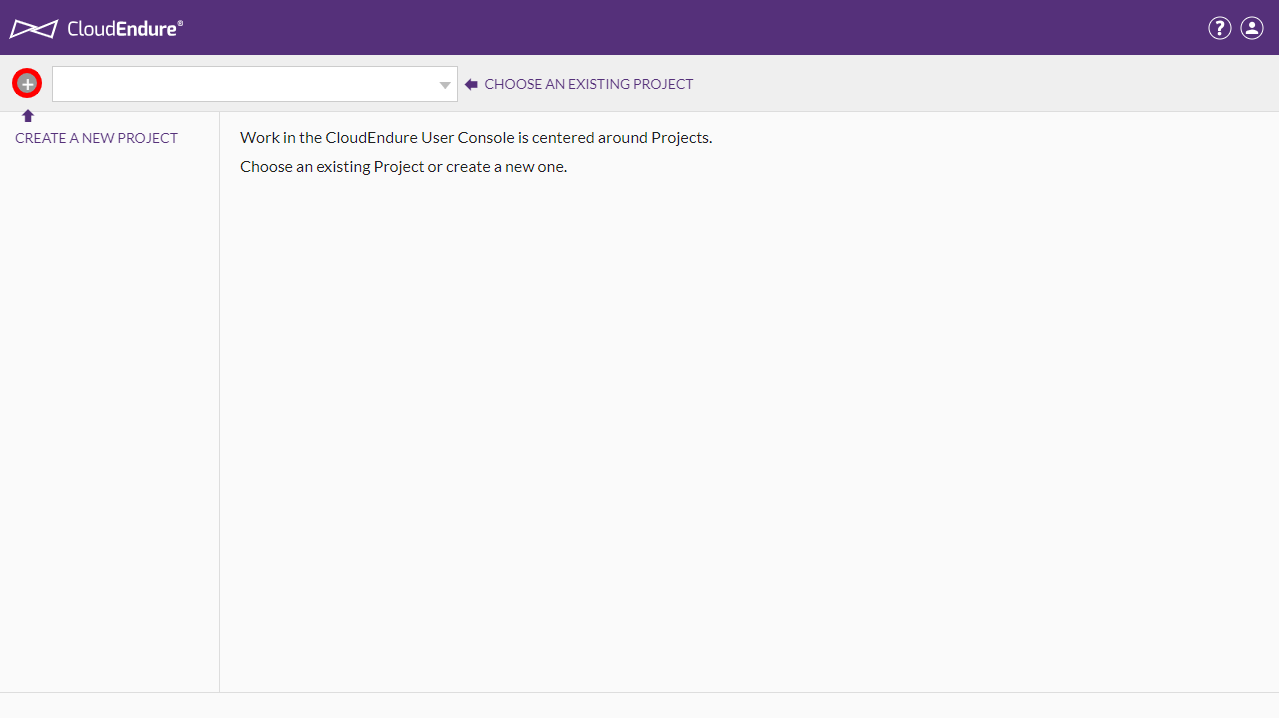 CloudEndure®
CHOOSE AN EXISTING PROJECT
CREATE A NEW PROJECT
Work in the CloudEndure User Console is centered around Projects.
Choose an existing Project or create a new one.